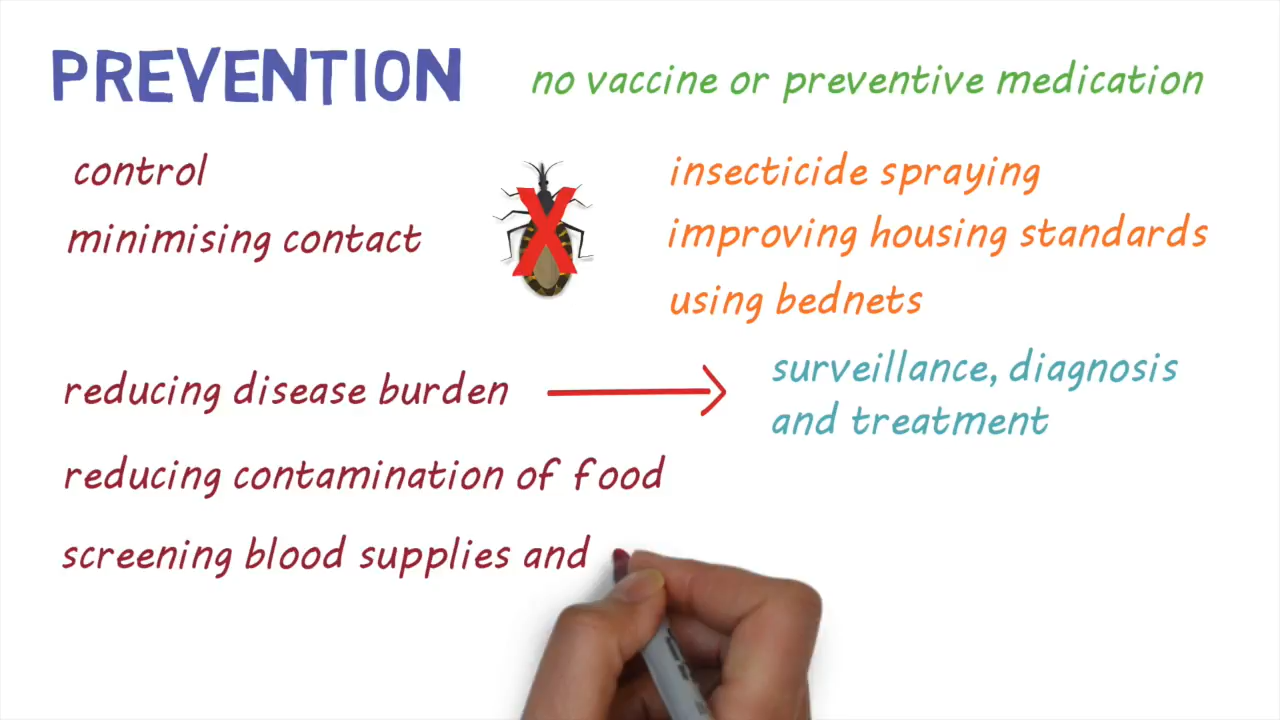 PREVENTION
no vaccine or preventive medication
control
minimising contact
insecticide spraying
improving housing standards
using bednets
reducing disease burden
surveillance, diagnosis
and treatment
reducing contamination of food
screening blood supplies and